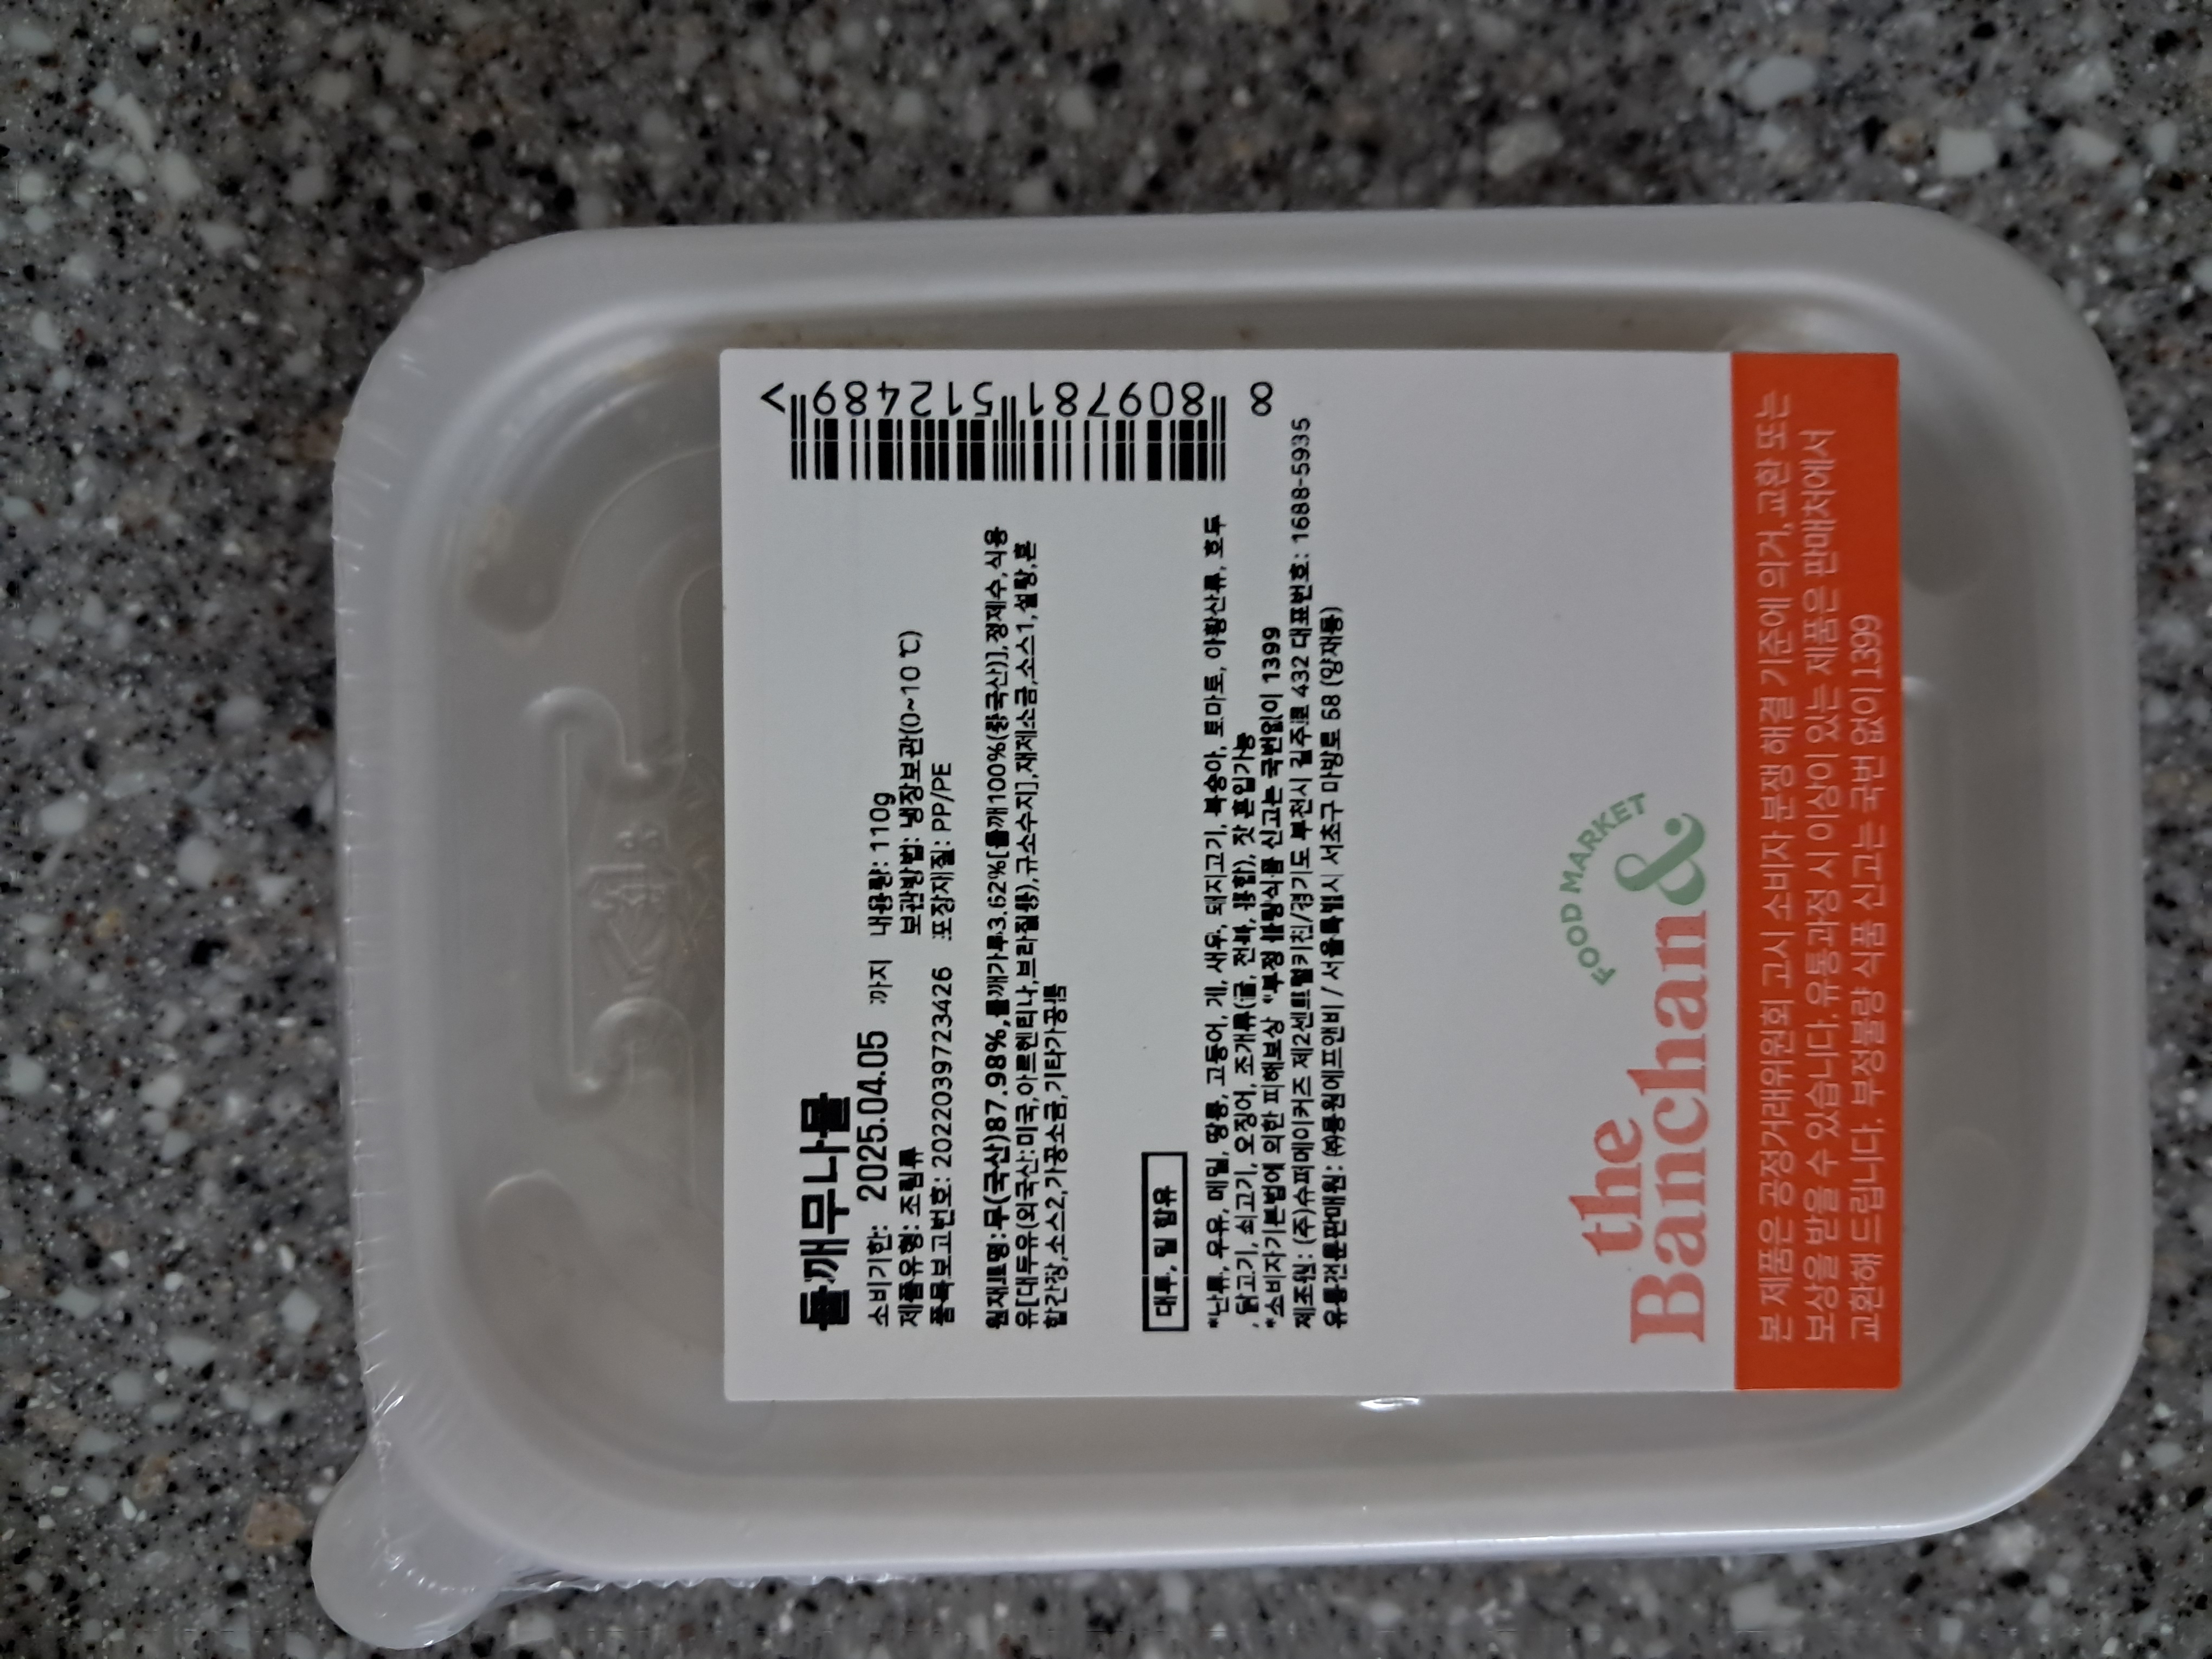 들깨무나물
소비기한: 2025.04.05 까지 내용량: 110g
제품유형: 조림류 보관방법: 냉장보관(0~10℃)
품목보고번호: 2022039723426 포장재질: PP/PE
원재료명:무(국산)87.98%,들깨가루3.62%[들깨100%(중국산)],정제수,식용
유[대두유(외국산:미국,아르헨티나,브라질 등),규소수지],재제소금,소스1,설탕,혼
합간장,소스2,가공소금,기타가공품
대두, 밀 함유
*난류, 우유, 메밀, 땅콩, 고등어, 게, 새우, 돼지고기, 복숭아, 토마토, 아황산류, 호두
, 닭고기, 쇠고기, 오징어, 조개류(굴, 전복, 홍합), 잣 혼입가능
*소비자기본법에 의한 피해보상 *부정 불량식품 신고는 국번없이 1399
제조원: (주)슈퍼메이커즈 제2센트럴키친/경기도 부천시 길주로 432 대표번호: 1688-5935
유통전문판매원: ㈜동원에프앤비 / 서울특별시 서초구 마방로 68 (양재동)
8 809781 512489 >
FOOD MARKET
the
Banchan&
본 제품은 공정거래위원회 고시 소비자 분쟁 해결 기준에 의거, 교환 또는
보상을 받을 수 있습니다. 유통과정 시 이상이 있는 제품은 판매처에서
교환해 드립니다. 부정불량 식품 신고는 국번 없이 1399